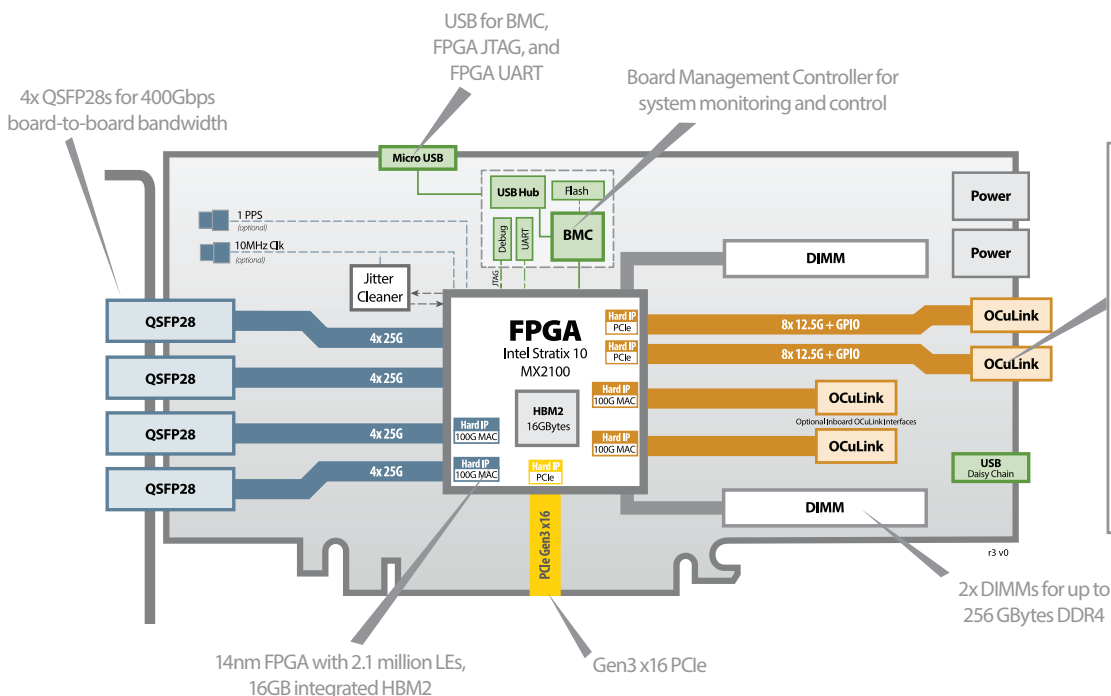 USB for BMC,
FPGA JTAG, and
FPGA UART
Board Management Controller for
system monitoring and control
4x QSFP28s for 400Gbps
board-to-board bandwidth
Micro USB
USB Hub
Flash
Debug
UART
BMC
JTAG
1 PPS
(optional)
10MHz Clk
(optional)
Jitter
Cleaner
Power
Power
DIMM
QSFP28
4x 25G
QSFP28
4x 25G
QSFP28
4x 25G
QSFP28
4x 25G
FPGA
Intel Stratix 10
MX2100
HBM2
16GBytes
Hard IP
PCIe
Hard IP
PCIe
Hard IP
100G MAC
Hard IP
100G MAC
Hard IP
100G MAC
Hard IP
100G MAC
Hard IP
PCIe
8x 12.5G + GPIO
OCuLink
8x 12.5G + GPIO
OCuLink
OCuLink
Optional Inboard OCuLink Interfaces
OCuLink
USB
Daisy Chain
DIMM
PCIe Gen3 x16
r3 v0
2x DIMMs for up to
256 GBytes DDR4
14nm FPGA with 2.1 million LEs,
16GB integrated HBM2
Gen3 x16 PCIe